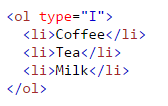 <ol type="I">
  <li>Coffee</li>
  <li>Tea</li>
  <li>Milk</li>
</ol>